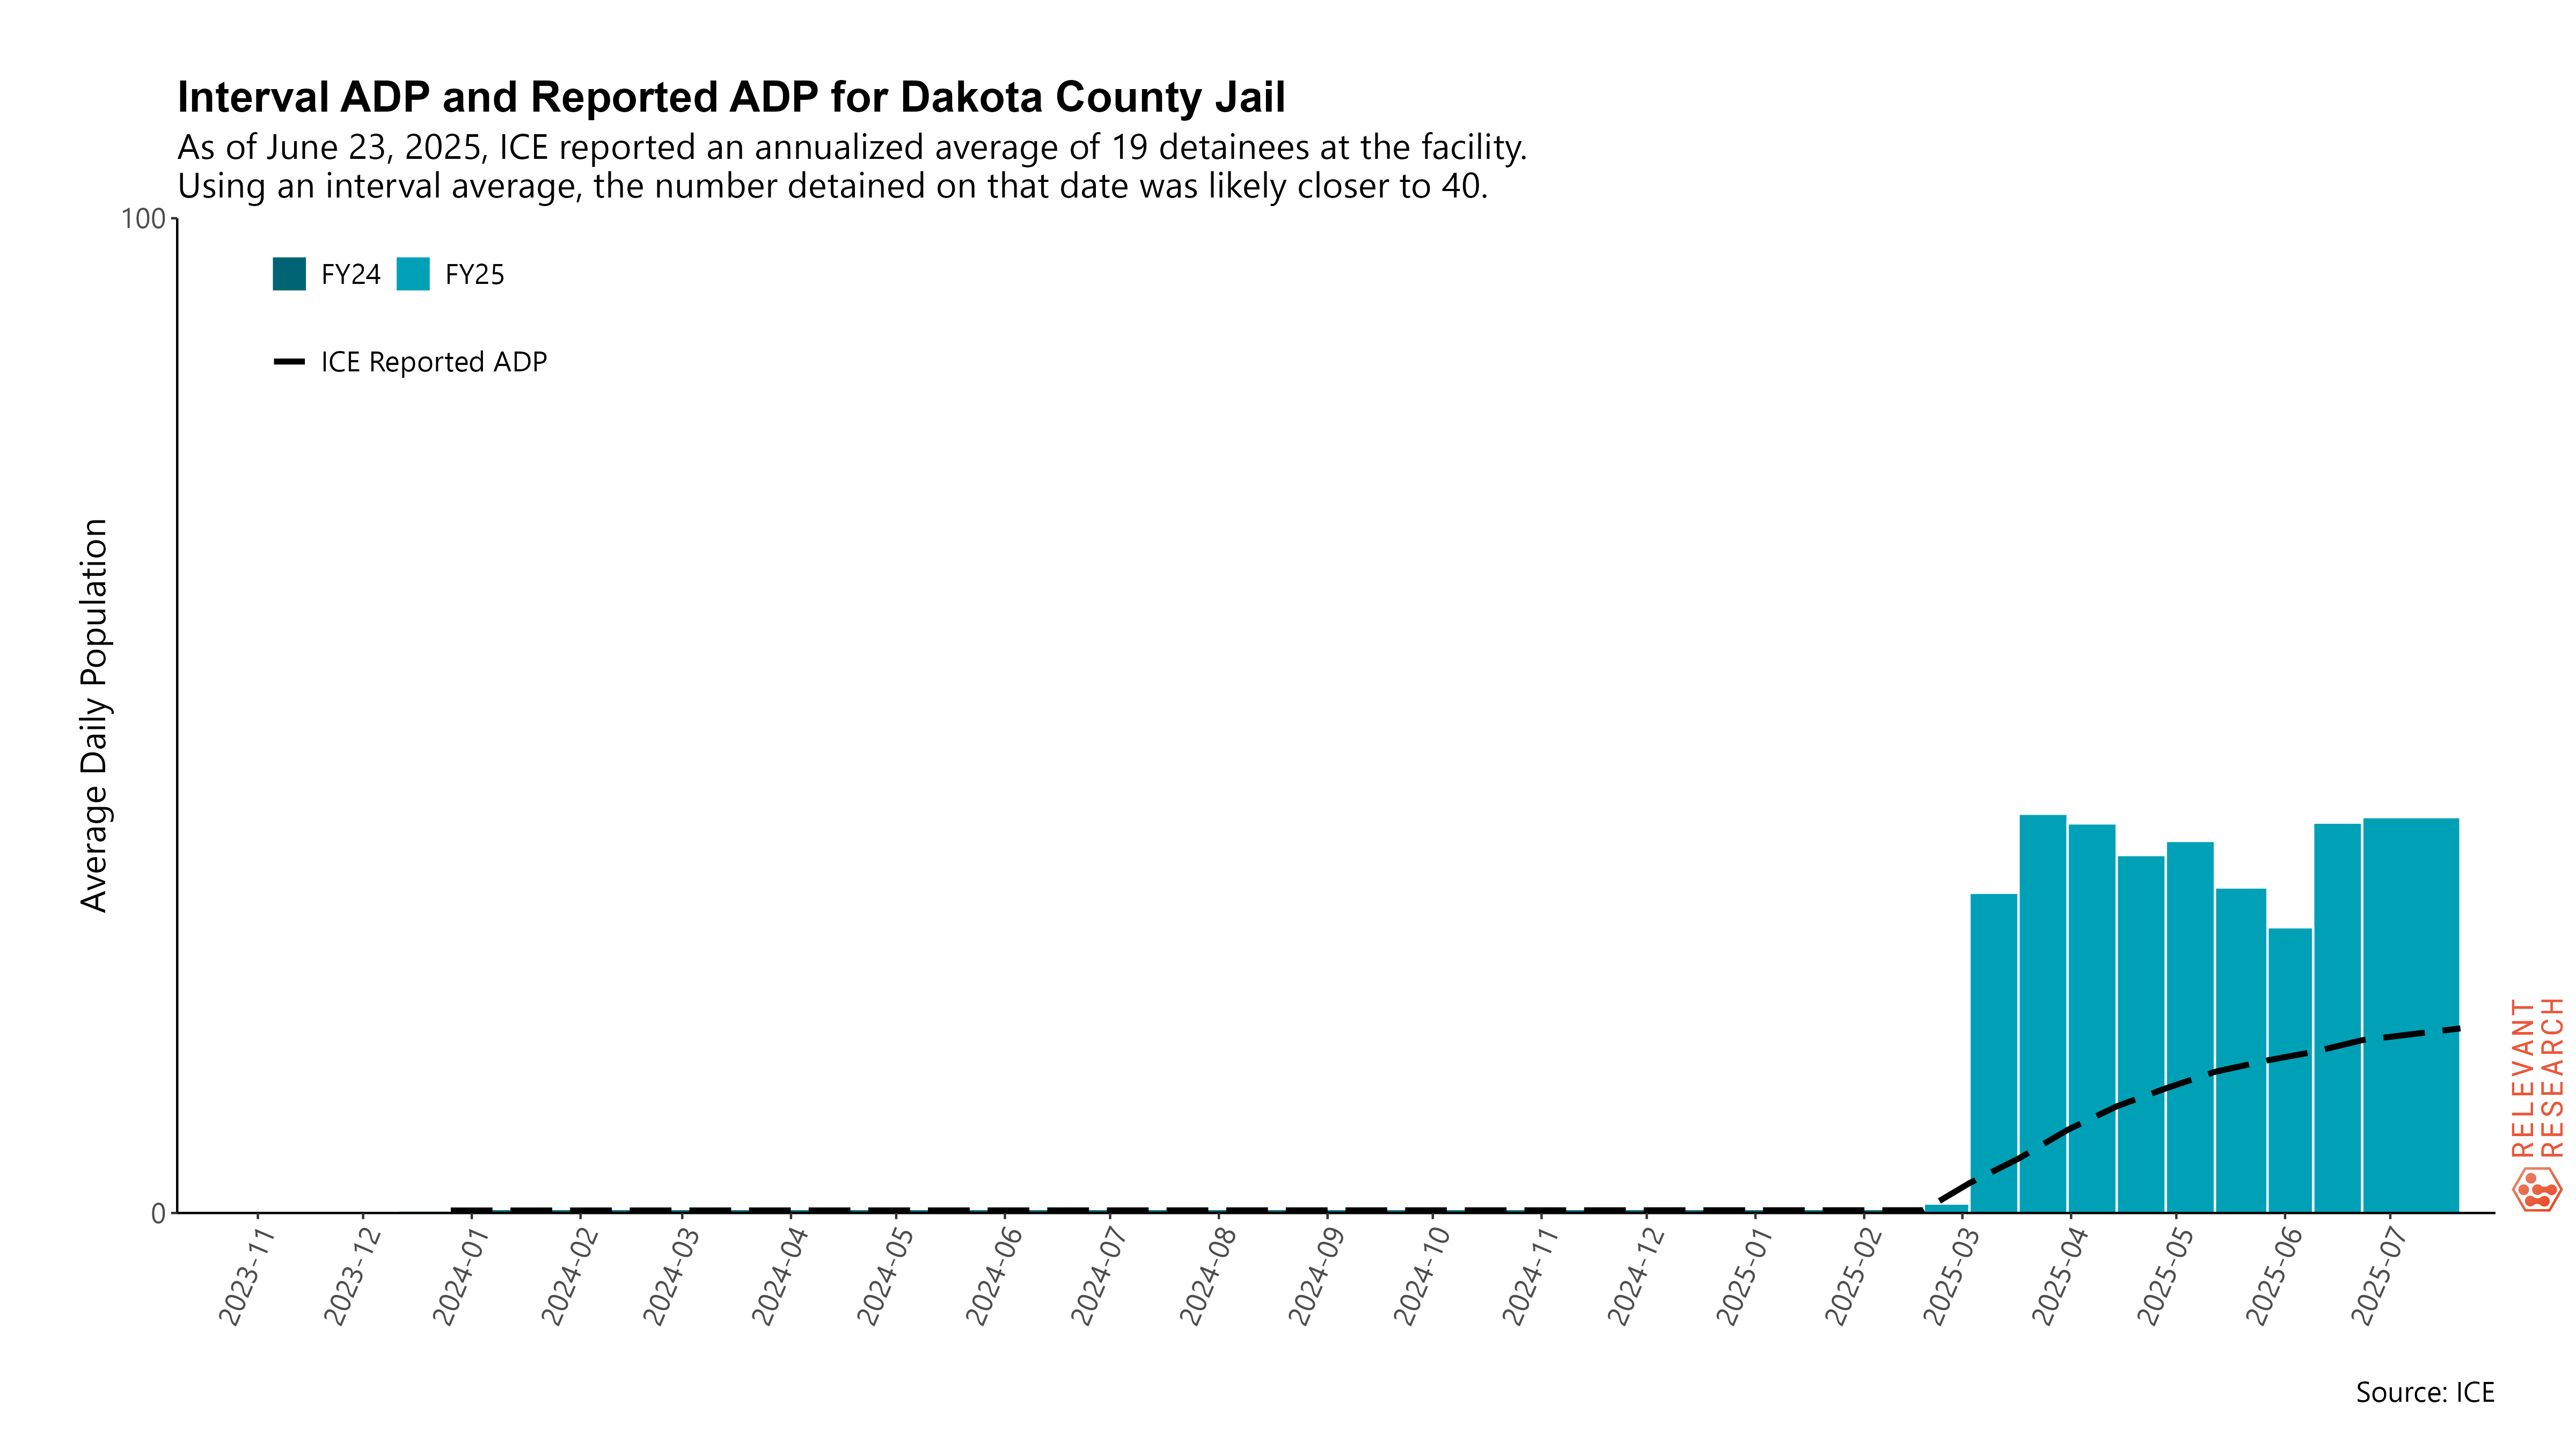 Interval ADP and Reported ADP for Dakota County Jail
As of June 23, 2025, ICE reported an annualized average of 19 detainees at the facility.
Using an interval average, the number detained on that date was likely closer to 40.
100
FY24 FY25
ICE Reported ADP
Average Daily Population
0
2023-11
2023-12
2024-01
2024-02
2024-03
2024-04
2024-05
2024-06
2024-07
2024-08
2024-09
2024-10
2024-11
2024-12
2025-01
2025-02
2025-03
2025-04
2025-05
2025-06
2025-07
RELEVANT
RESEARCH
Source: ICE